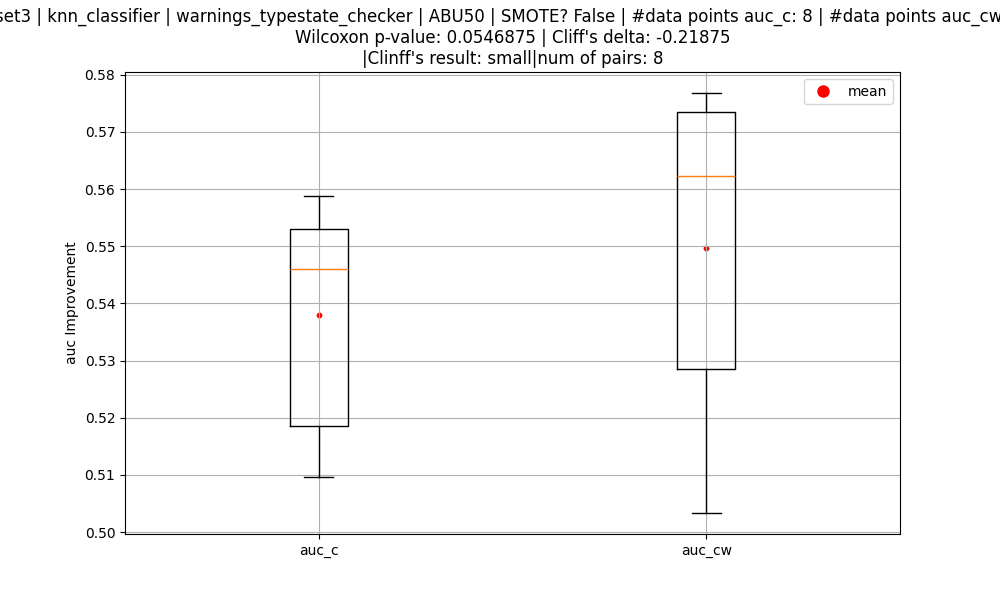 set3 | knn_classifier | warnings_typestate_checker | ABU50 | SMOTE? False | #data points auc_c: 8 | #data points auc_cw
Wilcoxon p-value: 0.0546875 | Cliff's delta: -0.21875
|Clinff's result: small|num of pairs: 8
mean
auc Improvement
0.58
0.57
0.56
0.55
0.54
0.53
0.52
0.51
0.50
auc_c
auc_cw